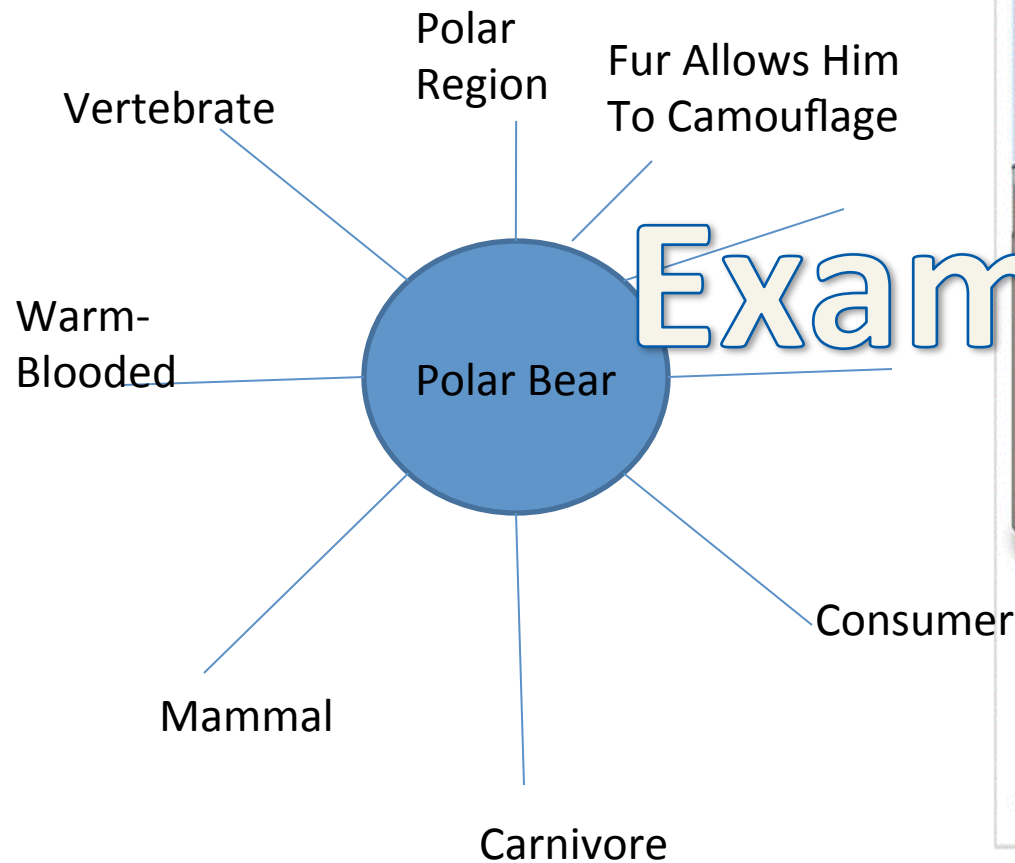 Polar
Region
Fur Allows Him
To Camouflage
Vertebrate
Exam
Warm-
Blooded
Polar Bear
Consumer
Mammal
Carnivore